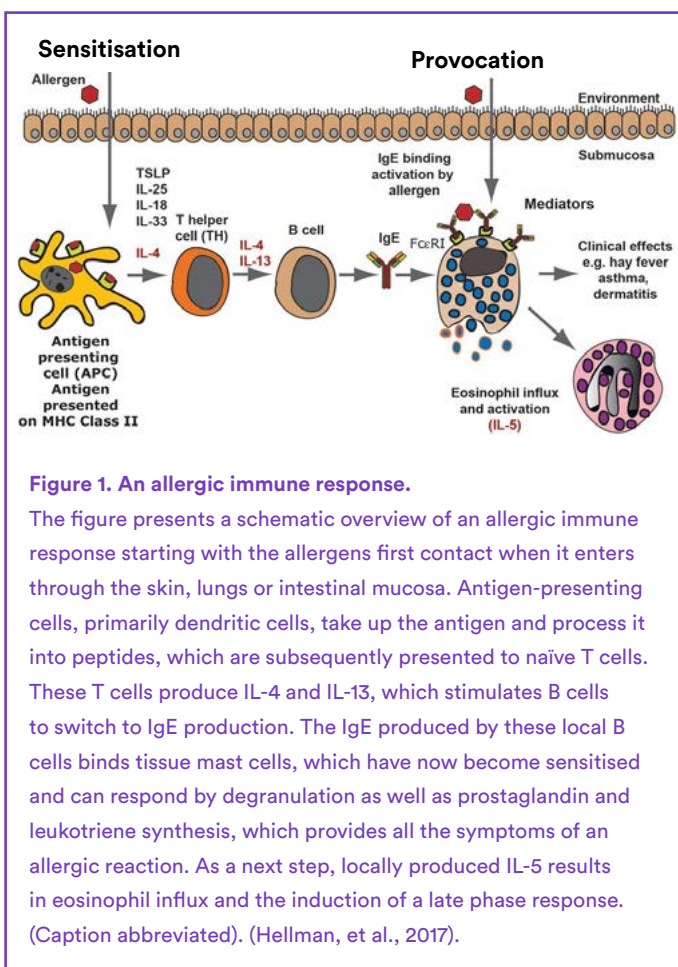 Sensitisation
Provocation
Allergen
Environment
Submucosa
TSLP
IL-25
IL-18
IL-33
IL-4
T helper
cell (TH)
IL-4
IL-13
B cell
IgE
IgE binding
activation by
allergen
FcεRI
Mediators
Clinical effects
e.g. hay fever
asthma,
dermatitis
Antigen
presenting
cell (APC)
Antigen
presented
on MHC Class II
Eosinophil influx
and activation
(IL-5)
Figure 1. An allergic immune response.
The figure presents a schematic overview of an allergic immune
response starting with the allergens first contact when it enters
through the skin, lungs or intestinal mucosa. Antigen-presenting
cells, primarily dendritic cells, take up the antigen and process it
into peptides, which are subsequently presented to naïve T cells.
These T cells produce IL-4 and IL-13, which stimulates B cells
to switch to IgE production. The IgE produced by these local B
cells binds tissue mast cells, which have now become sensitised
and can respond by degranulation as well as prostaglandin and
leukotriene synthesis, which provides all the symptoms of an
allergic reaction. As a next step, locally produced IL-5 results
in eosinophil influx and the induction of a late phase response.
(Caption abbreviated). (Hellman, et al., 2017).